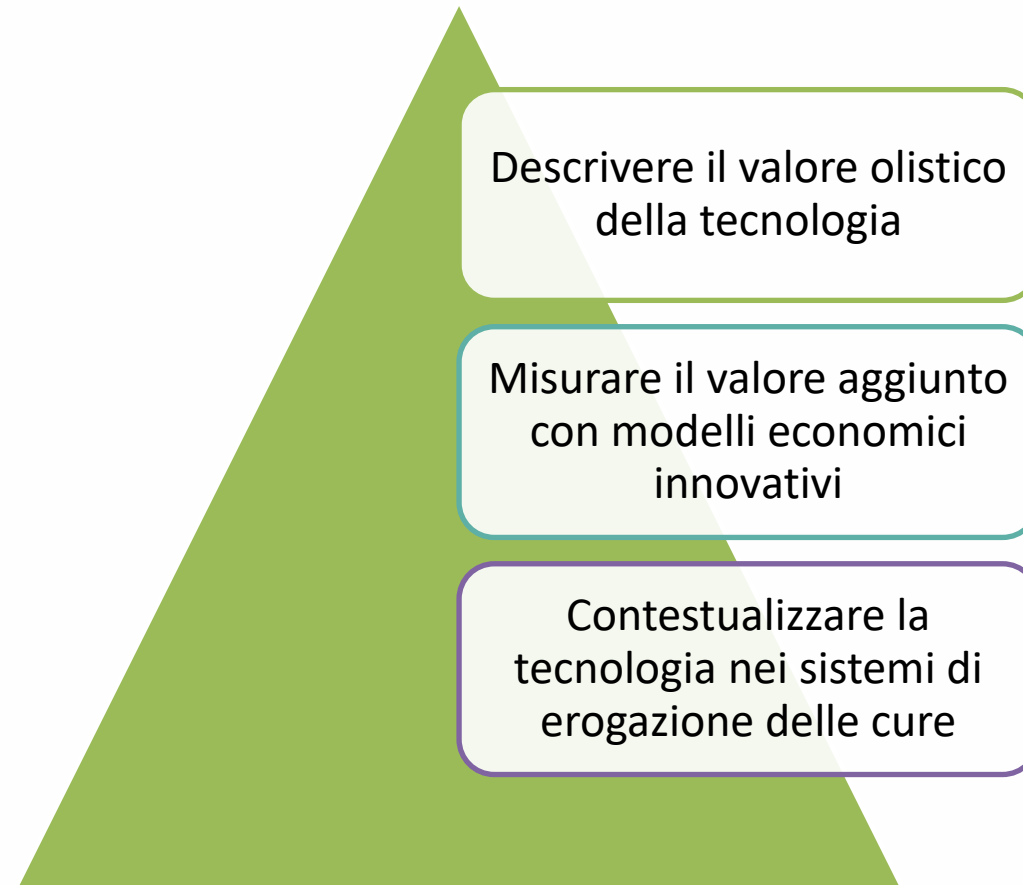 Descrivere il valore olistico
della tecnologia
Misurare il valore aggiunto
con modelli economici
innovativi
Contestualizzare la
tecnologia nei sistemi di
erogazione delle cure